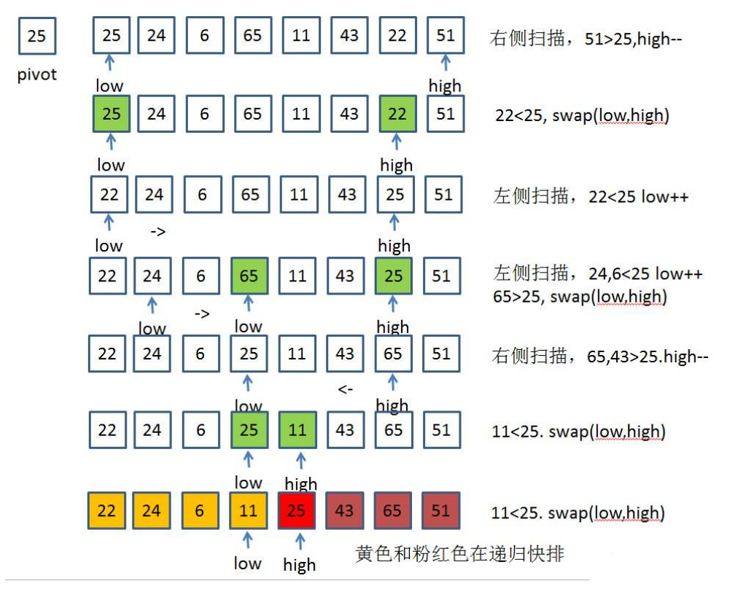 25 25 24 6 65 11 43 22 51 右侧扫描，51>25,high--
pivot
low high
25 24 6 65 11 43 22 51 22<25, swap(low,high)
low high
22 24 6 65 11 43 25 51 左侧扫描，22<25 low++
low -> high
22 24 6 65 11 43 25 51 左侧扫描，24,6<25 low++
65>25, swap(low,high)
low -> low high
22 24 6 25 11 43 65 51 右侧扫描，65,43>25.high--
low <- high
22 24 6 25 11 43 65 51 11<25. swap(low,high)
low high
22 24 6 11 25 43 65 51 11<25. swap(low,high)
low high 黄色和粉红色在递归快排